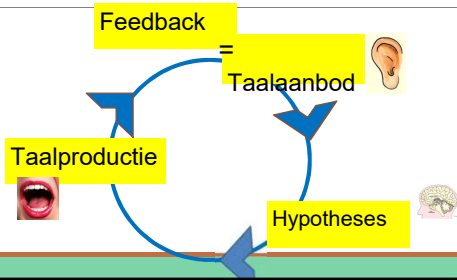 Feedback
=
Taalaanbod
Taalproductie
Hypotheses